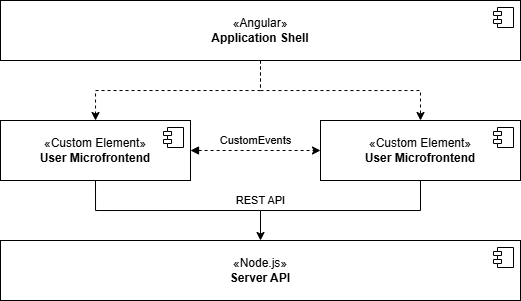 «Angular»
Application Shell
«Custom Element»
User Microfrontend
CustomEvents
«Custom Element»
User Microfrontend
REST API
«Node.js»
Server API